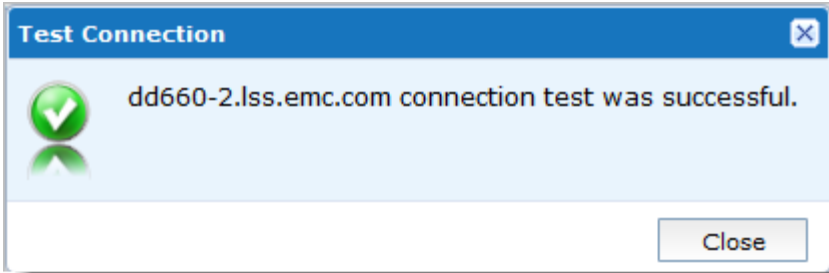 Test Connection
dd660-2.lss.emc.com connection test was successful.
Close